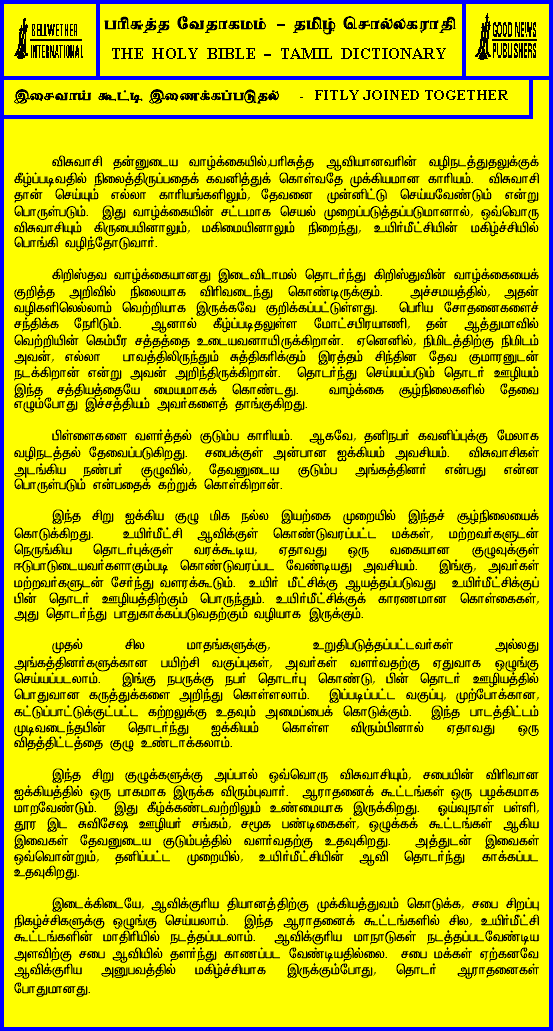 BELLWETHER
INTERNATIONAL
பரிசுத்த வேதாகமம் - தமிழ் சொல்லகராதி
THE HOLY BIBLE - TAMIL DICTIONARY
GOOD NEWS
PUBLISHERS
இசைவாய் கூட்டி இணைக்கப்படுதல் - FITLY JOINED TOGETHER
விசுவாசி தன்னுடைய வாழ்க்கையில்,பரிசுத்த ஆவியானவரின் வழிநடத்துதலுக்குக்
கீழ்ப்படிவதில் நிலைத்திருப்பதைக் கவனித்துக் கொள்வதே முக்கியமான காரியம். விசுவாசி
தான் செய்யும் எல்லா காரியங்களிலும், தேவனை முன்னிட்டு செய்யவேண்டும் என்று
பொருள்படும். இது வாழ்க்கையின் சட்டமாக செயல் முறைப்படுத்தப்படுமானால், ஒவ்வொரு
விசுவாசியும் கிருபையினாலும், மகிமையினாலும் நிறைந்து, உயிர்மீட்சியின் மகிழ்ச்சியில்
பொங்கி வழிந்தோடுவார்.
கிறிஸ்தவ வாழ்க்கையானது இடைவிடாமல் தொடர்ந்து கிறிஸ்துவின் வாழ்க்கையைக்
குறித்த அறிவில் நிலையாக விரிவடைந்து கொண்டிருக்கும். அச்சமயத்தில், அதன்
வழிகளிலெல்லாம் வெற்றியாக இருக்கவே குறிக்கப்பட்டுள்ளது. பெரிய சோதனைகளைச்
சந்திக்க நேரிடும். ஆனால் கீழ்ப்படிதலுள்ள மோட்சபிரயாணி, தன் ஆத்துமாவில்
வெற்றியின் கெம்பீர சத்தத்தை உடையவனாயிருக்கிறான். ஏனெனில், நிமிடத்திற்கு நிமிடம்
அவன், எல்லா பாவத்திலிருந்தும் சுத்திகரிக்கும் இரத்தம் சிந்தின தேவ குமாரனுடன்
நடக்கிறான் என்று அவன் அறிந்திருக்கிறான். தொடர்ந்து செய்யப்படும் தொடர் ஊழியம்
இந்த சத்தியத்தையே மையமாகக் கொண்டது. வாழ்க்கை சூழ்நிலைகளில் தேவை
எழும்போது இச்சத்தியம் அவர்களைத் தாங்குகிறது.
பிள்ளைகளை வளர்த்தல் குடும்ப காரியம். ஆகவே, தனிநபர் கவனிப்புக்கு மேலாக
வழிநடத்தல் தேவைப்படுகிறது. சபைக்குள் அன்பான ஐக்கியம் அவசியம். விசுவாசிகள்
அடங்கிய நண்பர் குழுவில், தேவனுடைய குடும்ப அங்கத்தினர் என்பது என்ன
பொருள்படும் என்பதைக் கற்றுக் கொள்கிறான்.
இந்த சிறு ஐக்கிய குழு மிக நல்ல இயற்கை முறையில் இந்தச் சூழ்நிலையைக்
கொடுக்கிறது. உயிர்மீட்சி ஆவிக்குள் கொண்டுவரப்பட்ட மக்கள், மற்றவர்களுடன்
நெருங்கிய தொடர்புக்குள் வரக்கூடிய, ஏதாவது ஒரு வகையான குழுவுக்குள்
ஈடுபாடுடையவர்களாகும்படி கொண்டுவரப்பட வேண்டியது அவசியம். இங்கு, அவர்கள்
மற்றவர்களுடன் சேர்ந்து வளரக்கூடும். உயிர் மீட்சிக்கு ஆயத்தப்படுவது உயிர்மீட்சிக்குப்
பின் தொடர் ஊழியத்திற்கும் பொருந்தும். உயிர்மீட்சிக்குக் காரணமான கொள்கைகள்,
அது தொடர்ந்து பாதுகாக்கப்படுவதற்கும் வழியாக இருக்கும்.
முதல் சில மாதங்களுக்கு, உறுதிபடுத்தப்பட்டவர்கள் அல்லது
அங்கத்தினர்களுக்கான பயிற்சி வகுப்புகள், அவர்கள் வளர்வதற்கு ஏதுவாக ஒழுங்கு
செய்யப்படலாம். இங்கு நபருக்கு நபர் தொடர்பு கொண்டு, பின் தொடர் ஊழியத்தில்
பொதுவான கருத்துக்களை அறிந்து கொள்ளலாம். இப்படிப்பட்ட வகுப்பு, முற்போக்கான,
கட்டுப்பாட்டுக்குட்பட்ட கற்றலுக்கு உதவும் அமைப்பைக் கொடுக்கும். இந்த பாடத்திட்டம்
முடிவடைந்தபின் தொடர்ந்து ஐக்கியம் கொள்ள விரும்பினால் ஏதாவது ஒரு
விதத்திட்டத்தை குழு உண்டாக்கலாம்.
இந்த சிறு குழுக்களுக்கு அப்பால் ஒவ்வொரு விசுவாசியும், சபையின் விரிவான
ஐக்கியத்தில் ஒரு பாகமாக இருக்க விரும்புவார். ஆராதனைக் கூட்டங்கள் ஒரு பழக்கமாக
மாறவேண்டும். இது கீழ்க்கண்டவற்றிலும் உண்மையாக இருக்கிறது. ஓய்வுநாள் பள்ளி,
தூர இட சுவிசேஷ ஊழியர் சங்கம், சமூக பண்டிகைகள், ஒழுக்கக் கூட்டங்கள் ஆகிய
இவைகள் தேவனுடைய குடும்பத்தில் வளர்வதற்கு உதவுகிறது. அத்துடன் இவைகள்
ஒவ்வொன்றும், தனிப்பட்ட முறையில், உயிர்மீட்சியின் ஆவி தொடர்ந்து காக்கப்பட
உதவுகிறது.
இடைக்கிடையே, ஆவிக்குரிய தியானத்திற்கு முக்கியத்துவம் கொடுக்க, சபை சிறப்பு
நிகழ்ச்சிகளுக்கு ஒழுங்கு செய்யலாம். இந்த ஆராதனைக் கூட்டங்களில் சில, உயிர்மீட்சி
கூட்டங்களின் மாதிரியில் நடத்தப்படலாம். ஆவிக்குரிய மாநாடுகள் நடத்தப்படவேண்டிய
அளவிற்கு சபை ஆவியில் தளர்ந்து காணப்பட வேண்டியதில்லை. சபை மக்கள் ஏற்கனவே
ஆவிக்குரிய அனுபவத்தில் மகிழ்ச்சியாக இருக்கும்போது, தொடர் ஆராதனைகள்
போதுமானது.